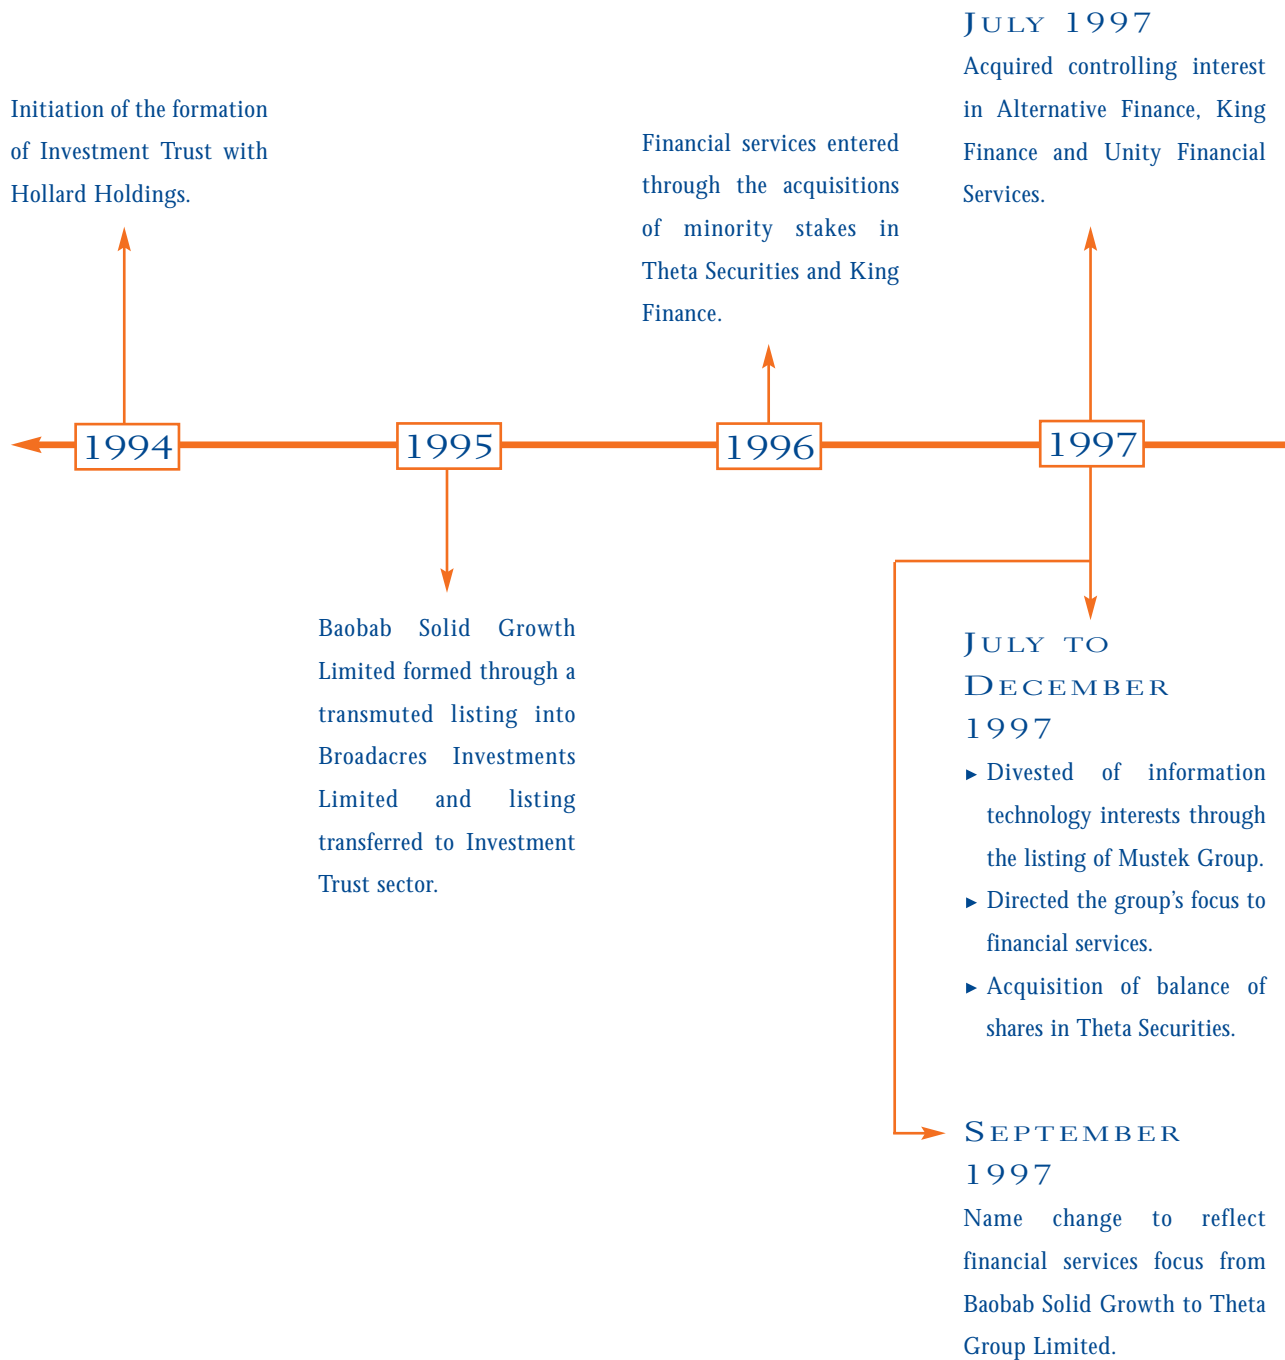 Initiation of the formation
of Investment Trust with
Hollard Holdings.
1994
1995
Baobab Solid Growth
Limited formed through a
transmuted listing into
Broadacres Investments
Limited and listing
transferred to Investment
Trust sector.
Financial services entered
through the acquisitions
of minority stakes in
Theta Securities and King
Finance.
1996
JULY 1997
Acquired controlling interest
in Alternative Finance, King
Finance and Unity Financial
Services.
1997
JULY TO
DECEMBER
1997
► Divested of information
technology interests through
the listing of Mustek Group.
► Directed the group's focus to
financial services.
► Acquisition of balance of
shares in Theta Securities.
SEPTEMBER
1997
Name change to reflect
financial services focus from
Baobab Solid Growth to Theta
Group Limited.